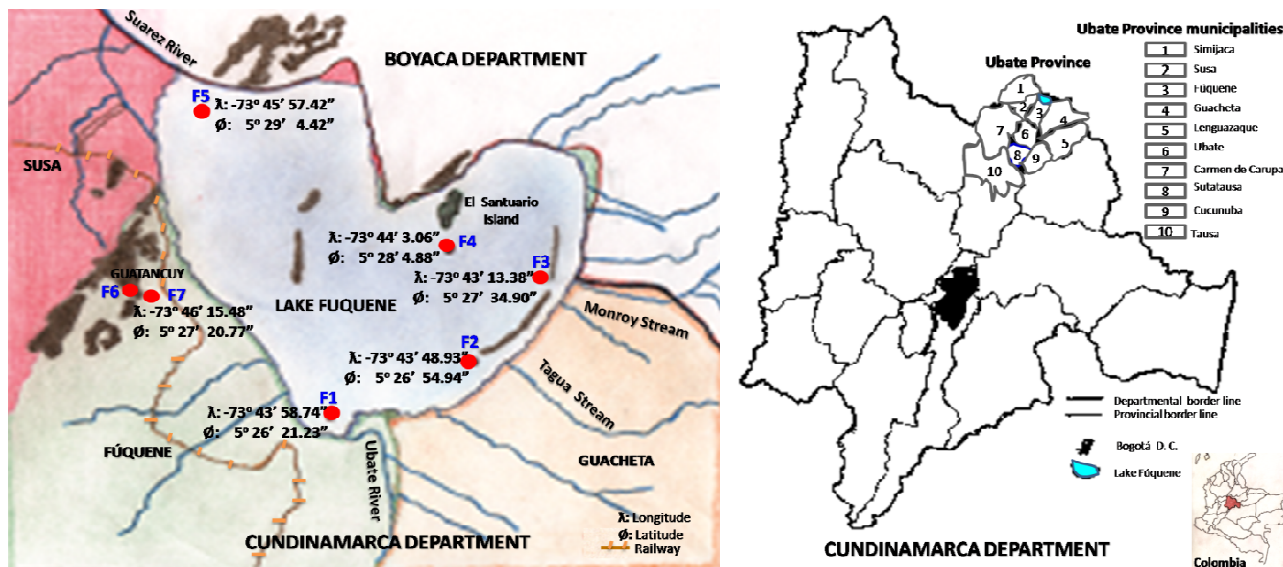 Suarez River
BOYACA DEPARTMENT
F5
λ: -73º 45’ 57.42”
Ø: 5º 29’ 4.42”
SUSA
El Santuario
Island
λ: -73º 44’ 3.06”
Ø: 5º 28’ 4.88”
F4
λ: -73º 43’ 13.38”
Ø: 5º 27’ 34.90”
F3
GUATANCUY
F6
F7
λ: -73º 46’ 15.48”
Ø: 5º 27’ 20.77”
LAKE FUQUENE
Monroy Stream
F2
λ: -73º 43’ 48.93”
Ø: 5º 26’ 54.94”
Tagua Stream
F1
λ: -73º 43’ 58.74”
Ø: 5º 26’ 21.23”
FÚQUENE
Ubate River
GUACHETA
λ: Longitude
Ø: Latitude
Railway
CUNDINAMARCA DEPARTMENT
Ubate Province municipalities
1 Simijaca
2 Susa
3 Fúquene
4 Guacheta
5 Lenguazaque
6 Ubate
7 Carmen de Carupa
8 Sutatausa
9 Cucunuba
10 Tausa
Ubate Province
1
2
3
4
5
6
7
8
9
10
Departmental border line
Provincial border line
Bogotá D. C.
Lake Fúquene
CUNDINAMARCA DEPARTMENT
Colombia